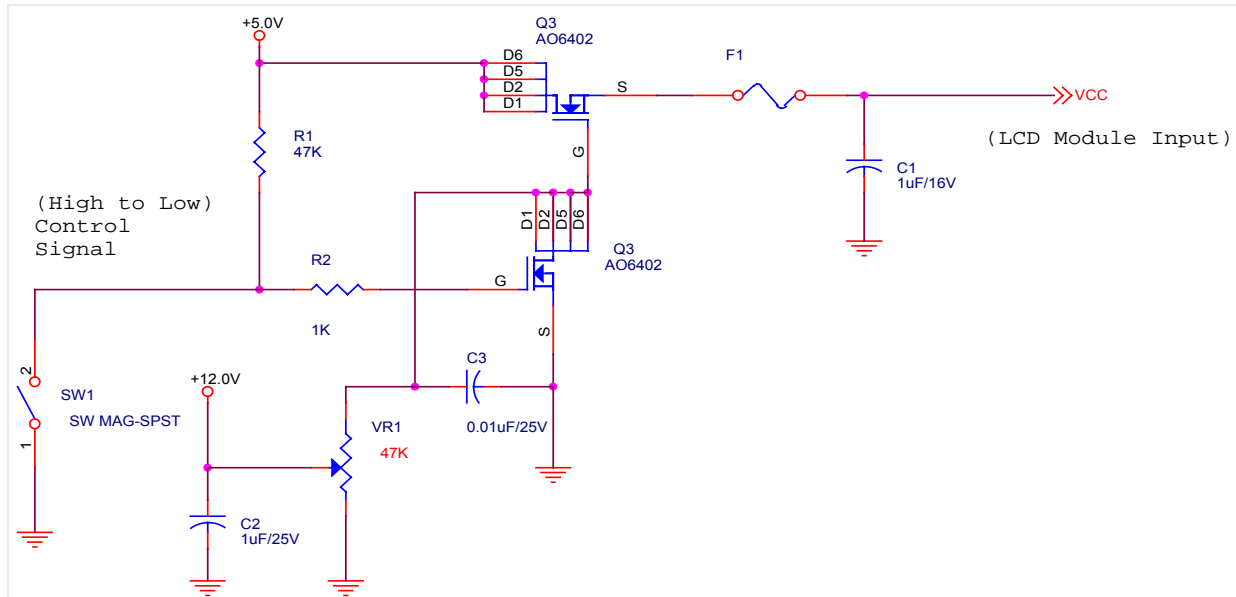 +5.0V
Q3
AO6402
F1
D6
D5
D2
D1
S
VCC
(LCD Module Input)
R1
47K
G
C1
1uF/16V
(High to Low)
Control
Signal
D1
D2
D5
D6
Q3
AO6402
R2
G
1K
S
2
+12.0V
C3
SW1
SW MAG-SPST
VR1
47K
0.01uF/25V
1
C2
1uF/25V